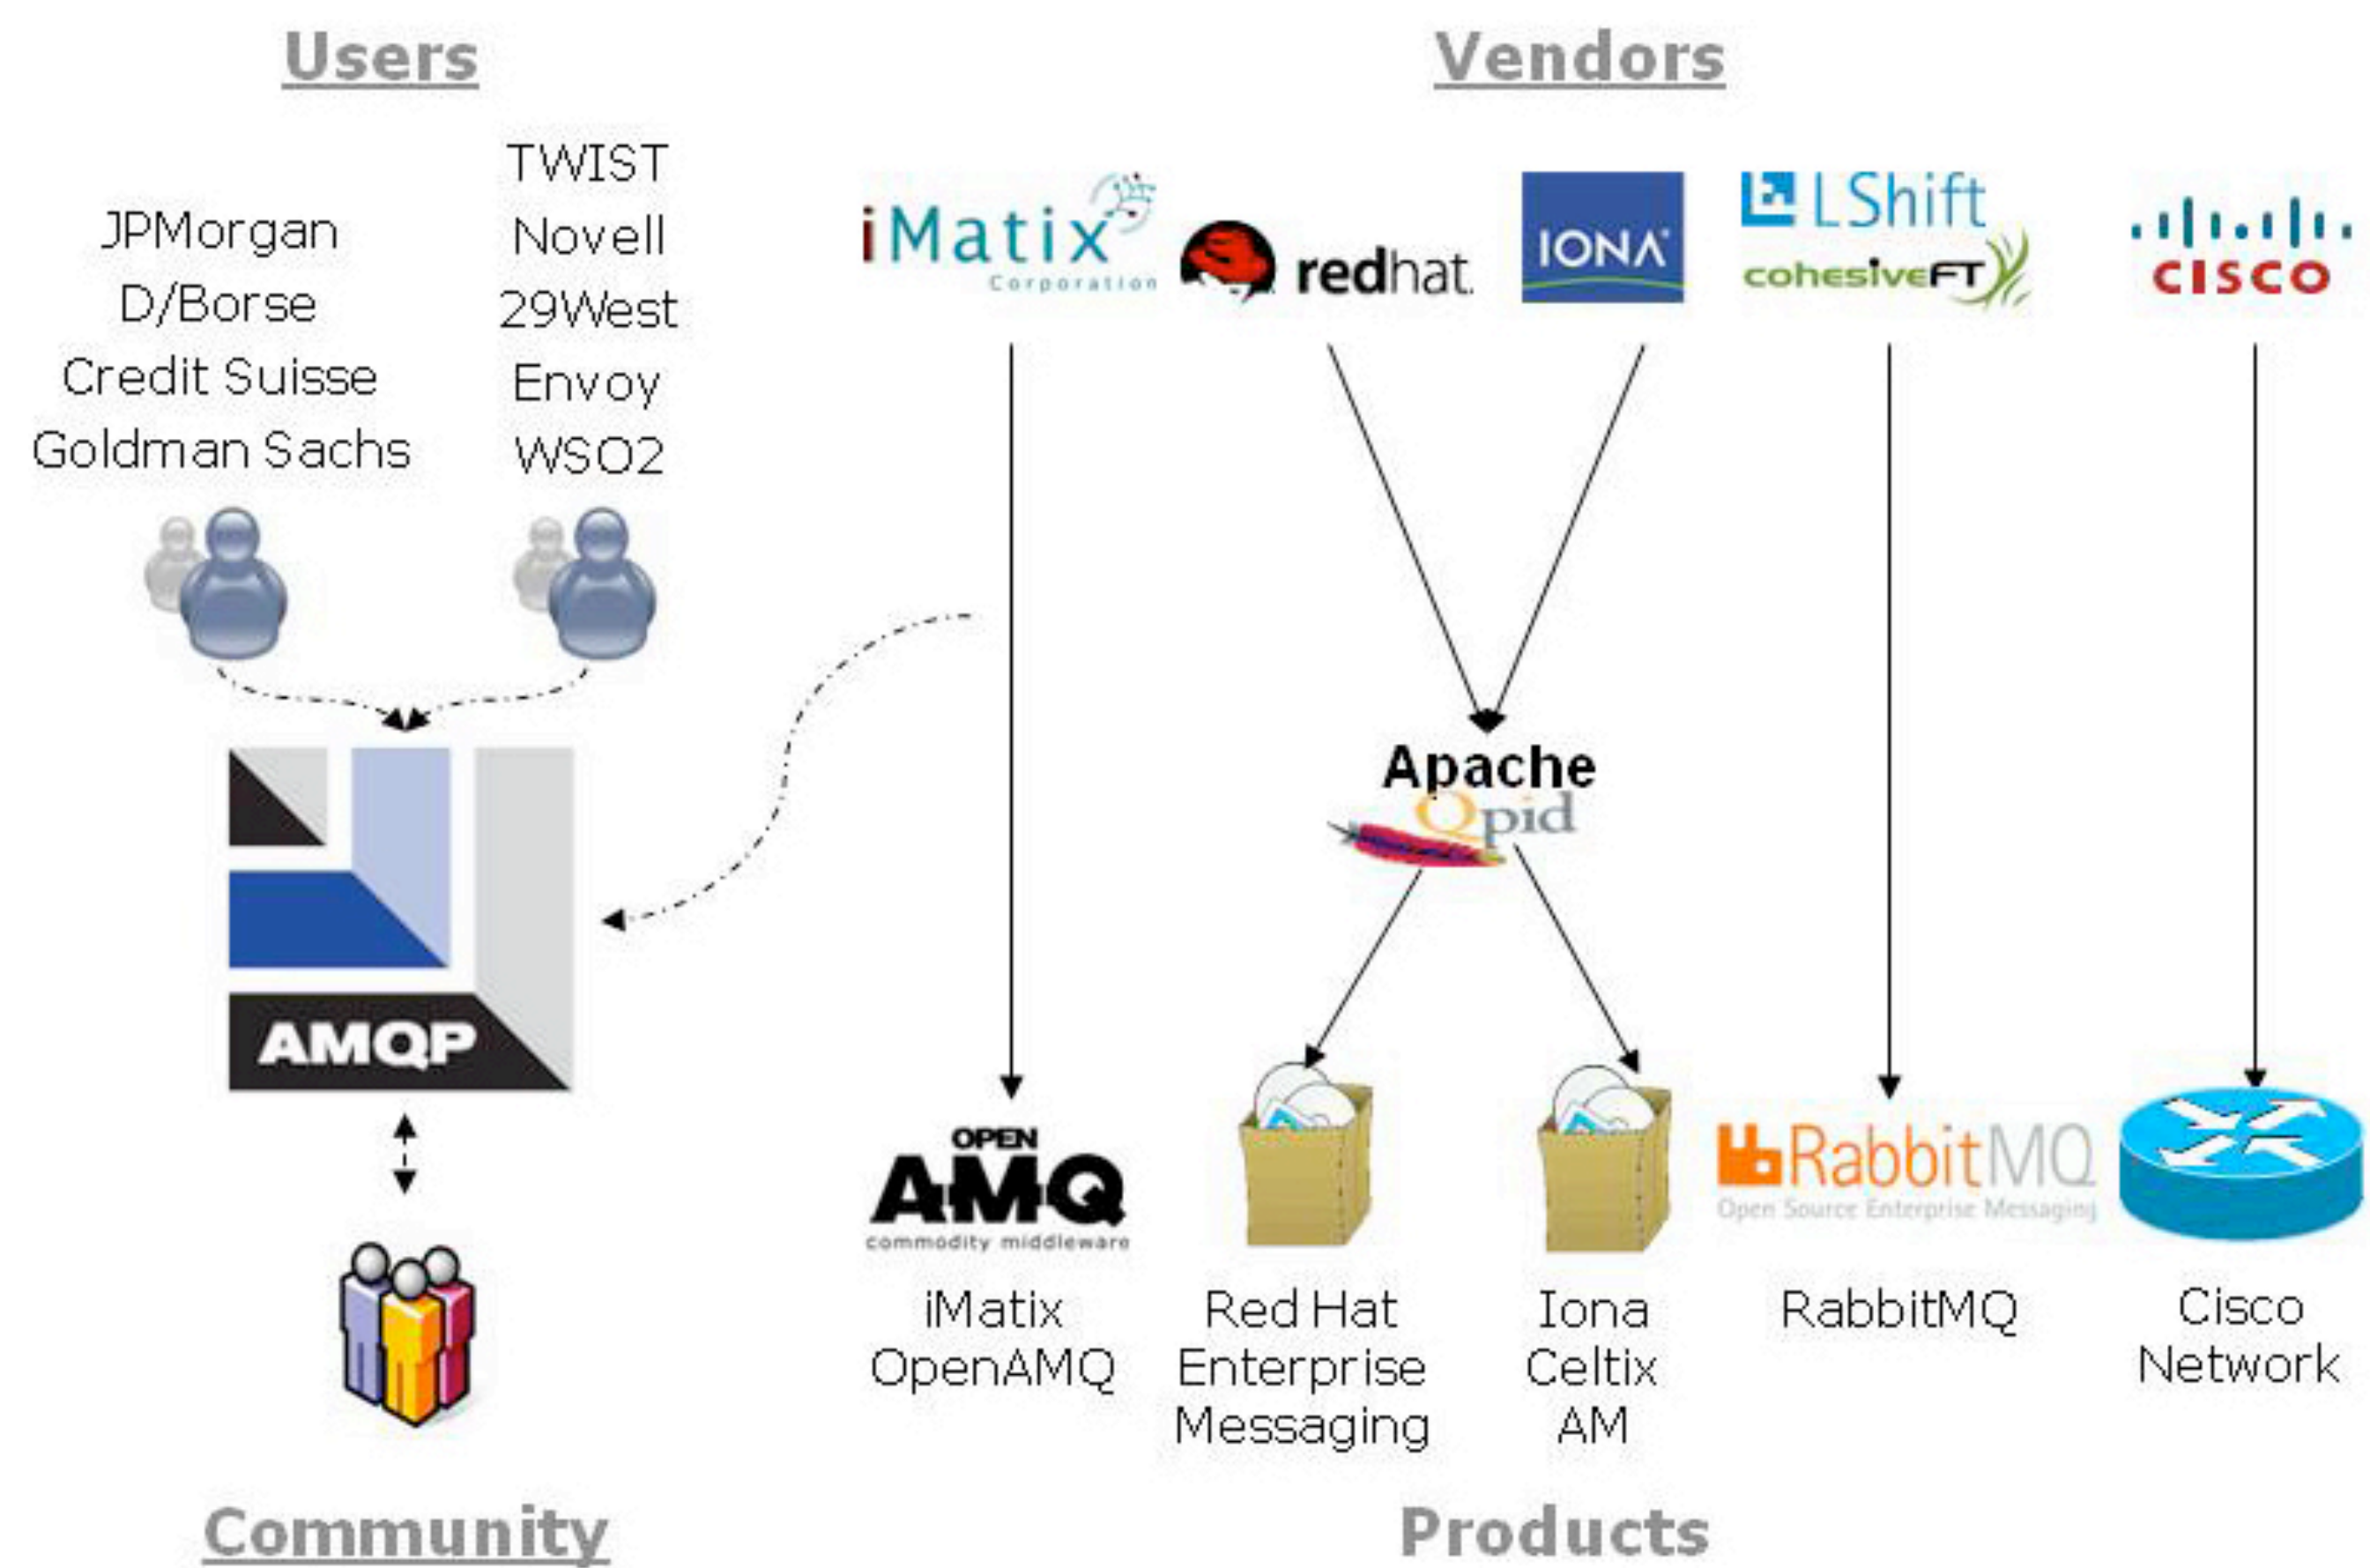 Users
Vendors
JPMorgan
D/Borse
Credit Suisse
Goldman Sachs
TWIST
Novell
29West
Envoy
WSO2
iMatix
Corporation
redhat.
IONA
LShift
cohesiveFT
CISCO
Apache
Qpid
AMQP
OPEN
AMQ
commodity middleware
RabbitMQ
Open Source Enterprise Messaging
iMatix
OpenAMQ
Red Hat
Enterprise
Messaging
Iona
Celtix
AM
RabbitMQ
Cisco
Network
Community
Products